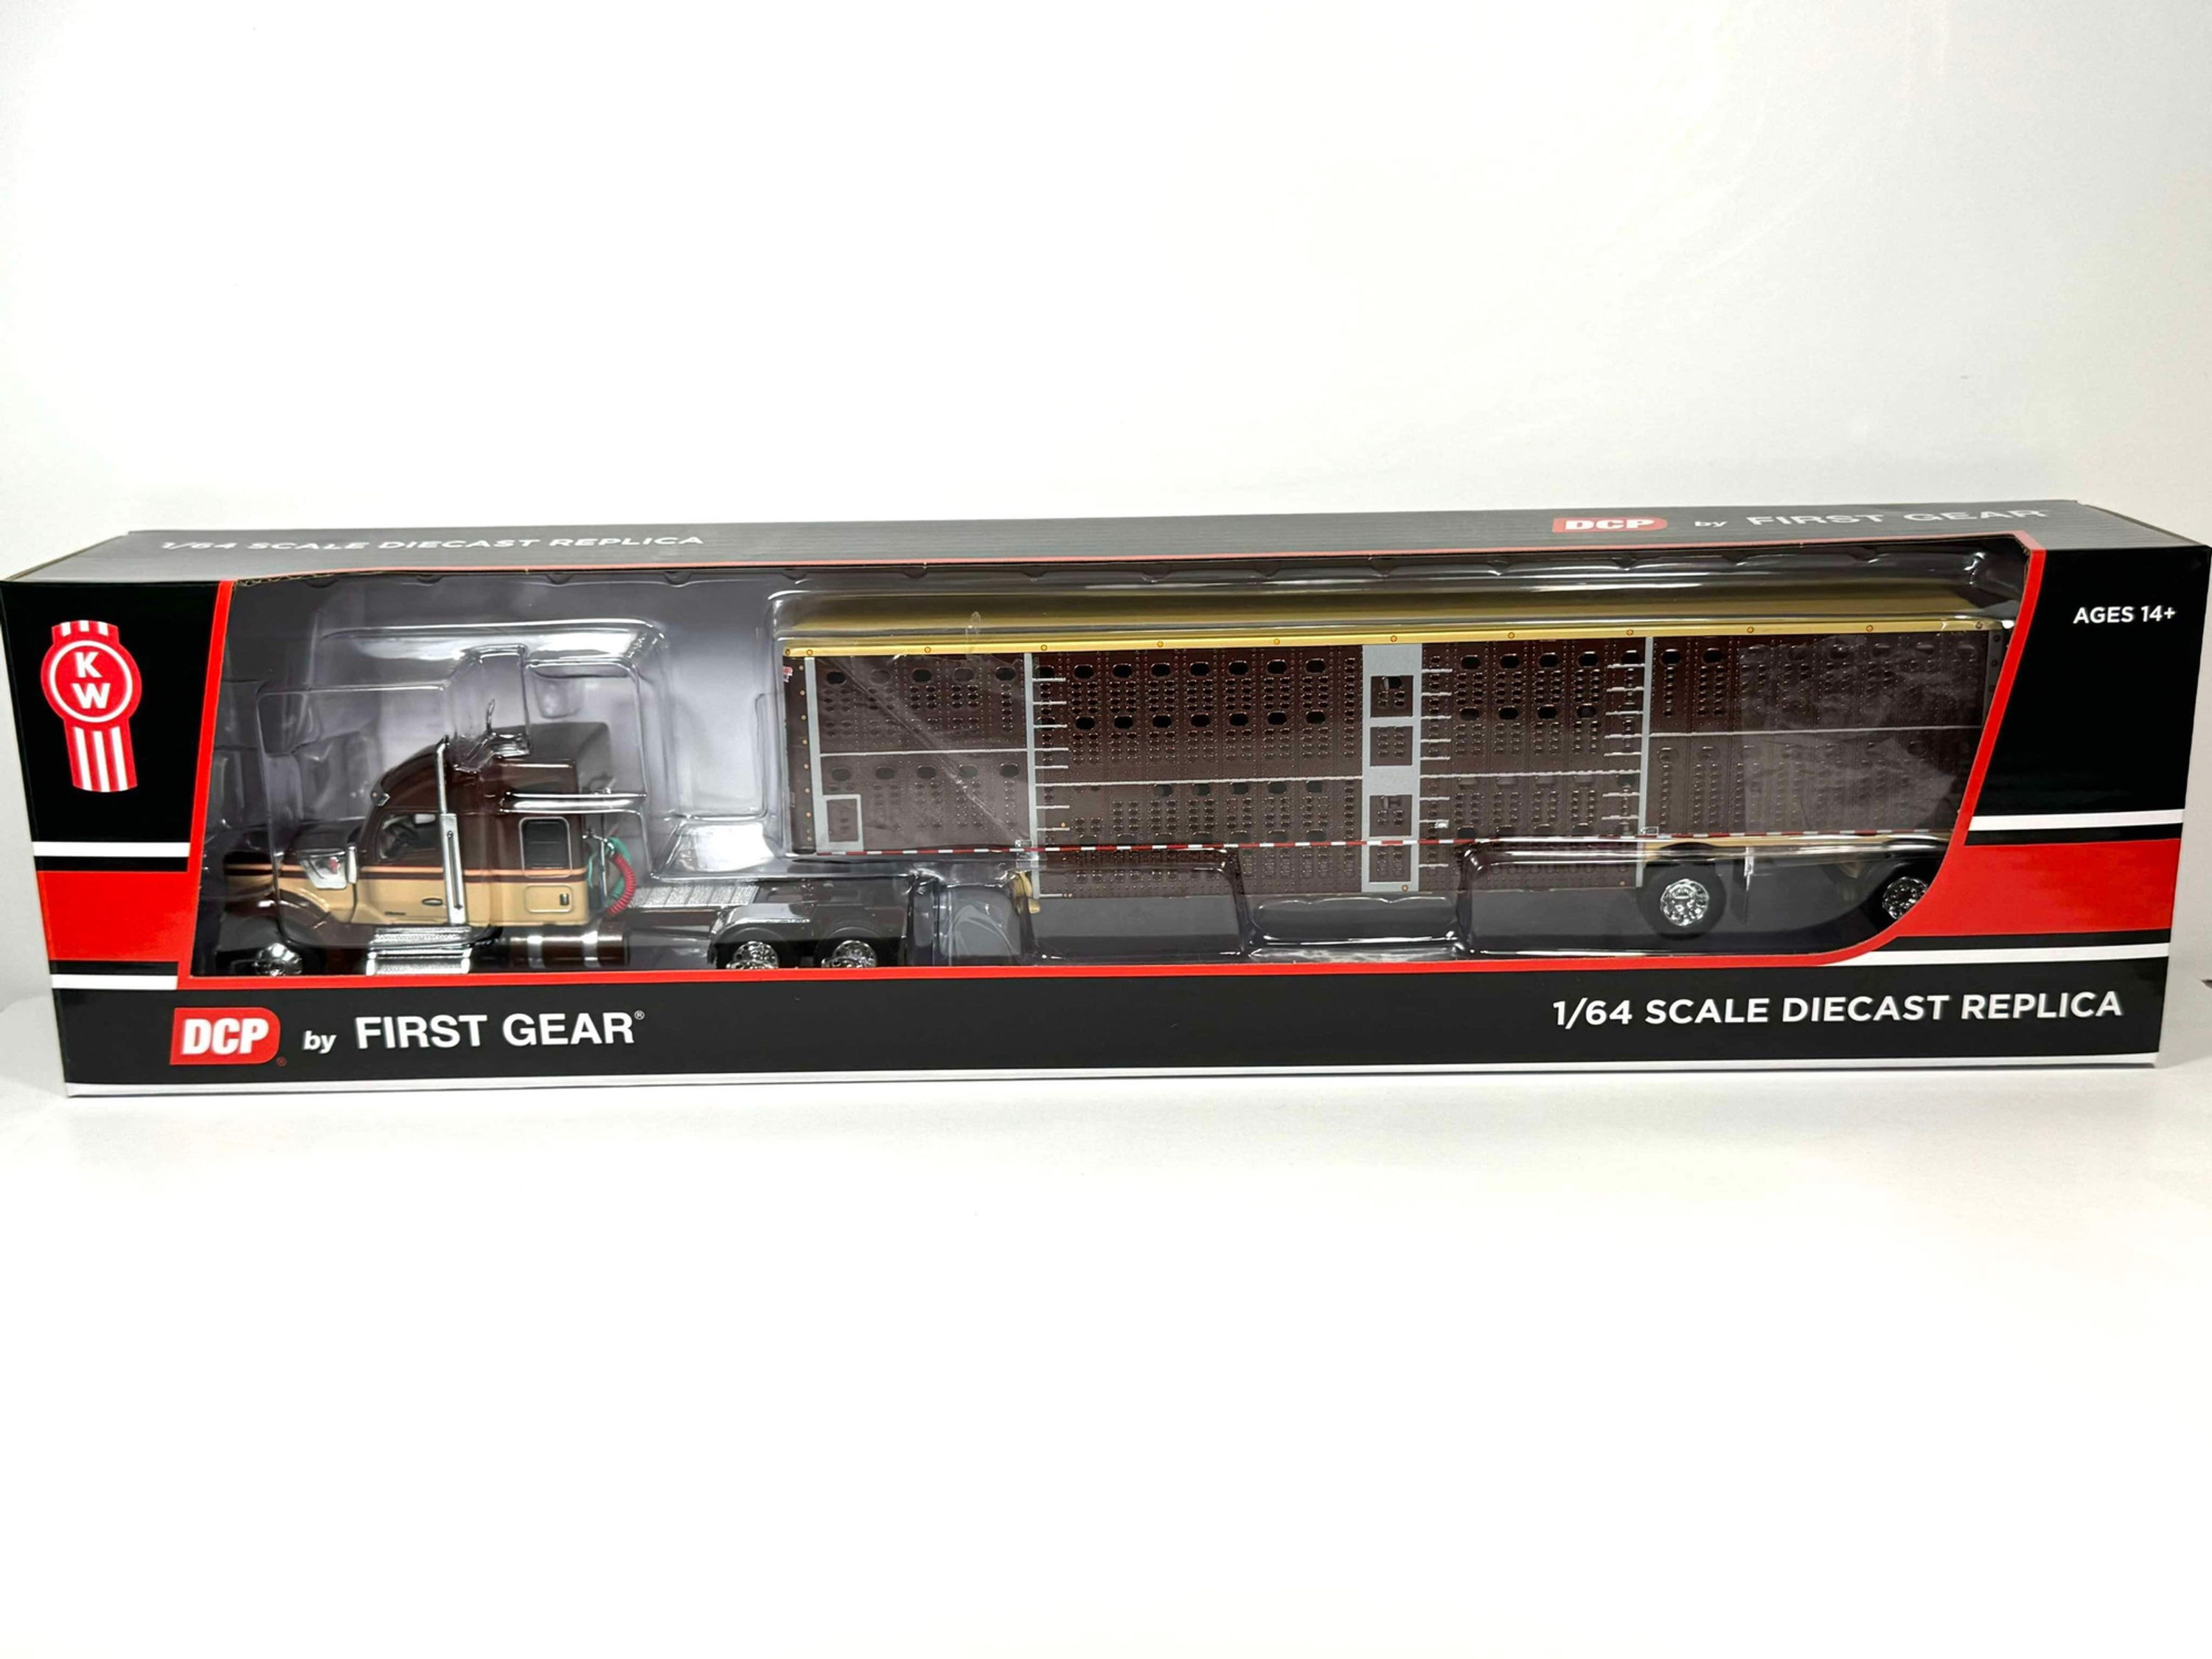 1/64 SCALE DIECAST REPLICA
DCP by FIRST GEAR
KW
AGES 14+
DCP® by FIRST GEAR®
1/64 SCALE DIECAST REPLICA